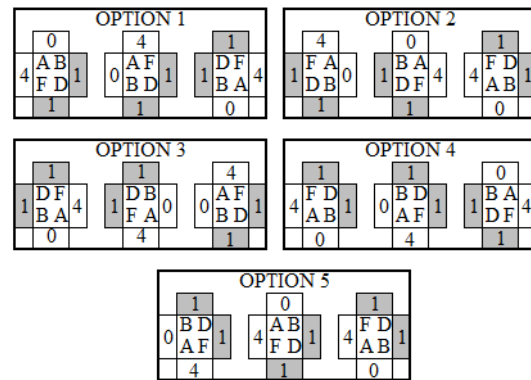 OPTION 1
0 4 1
A B A F D F
4 1 0 1 1 4
F D B D B A
1 1 0
OPTION 2
4 0 1
F A B A F D
1 0 1 4 4 1
D B D F A B
1 1 0
OPTION 3
1 1 4
D F D B A F
1 4 1 0 0 1
B A F A B D
0 4 1
OPTION 4
1 1 0
F D B D B A
4 1 0 1 1 4
A B A F D F
0 4 1
OPTION 5
1 0 1
B D A B F D
0 1 4 1 4 1
A F F D A B
4 1 0